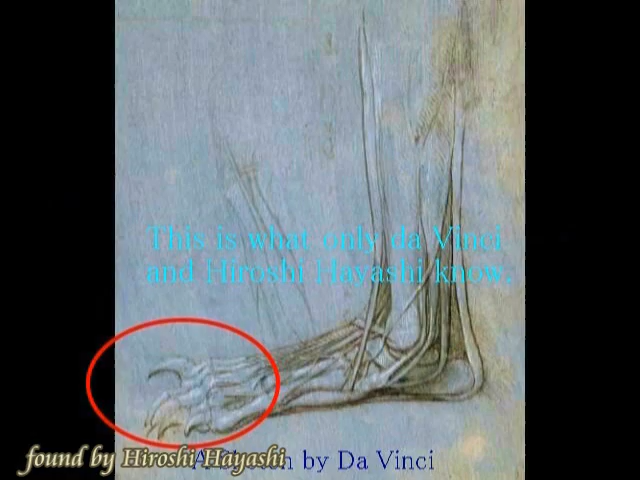 This is what only da Vinci
and Hiroshi Hayashi know.
by Da Vinci
found by Hiroshi Hayashi